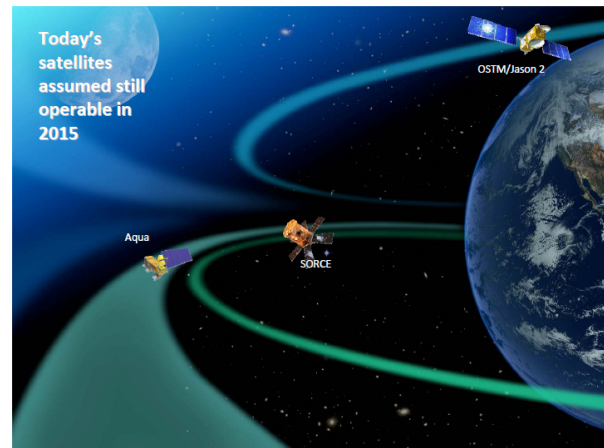 Today's
satellites
assumed still
operable in
2015
OSTM/Jason 2
Aqua
SORCE